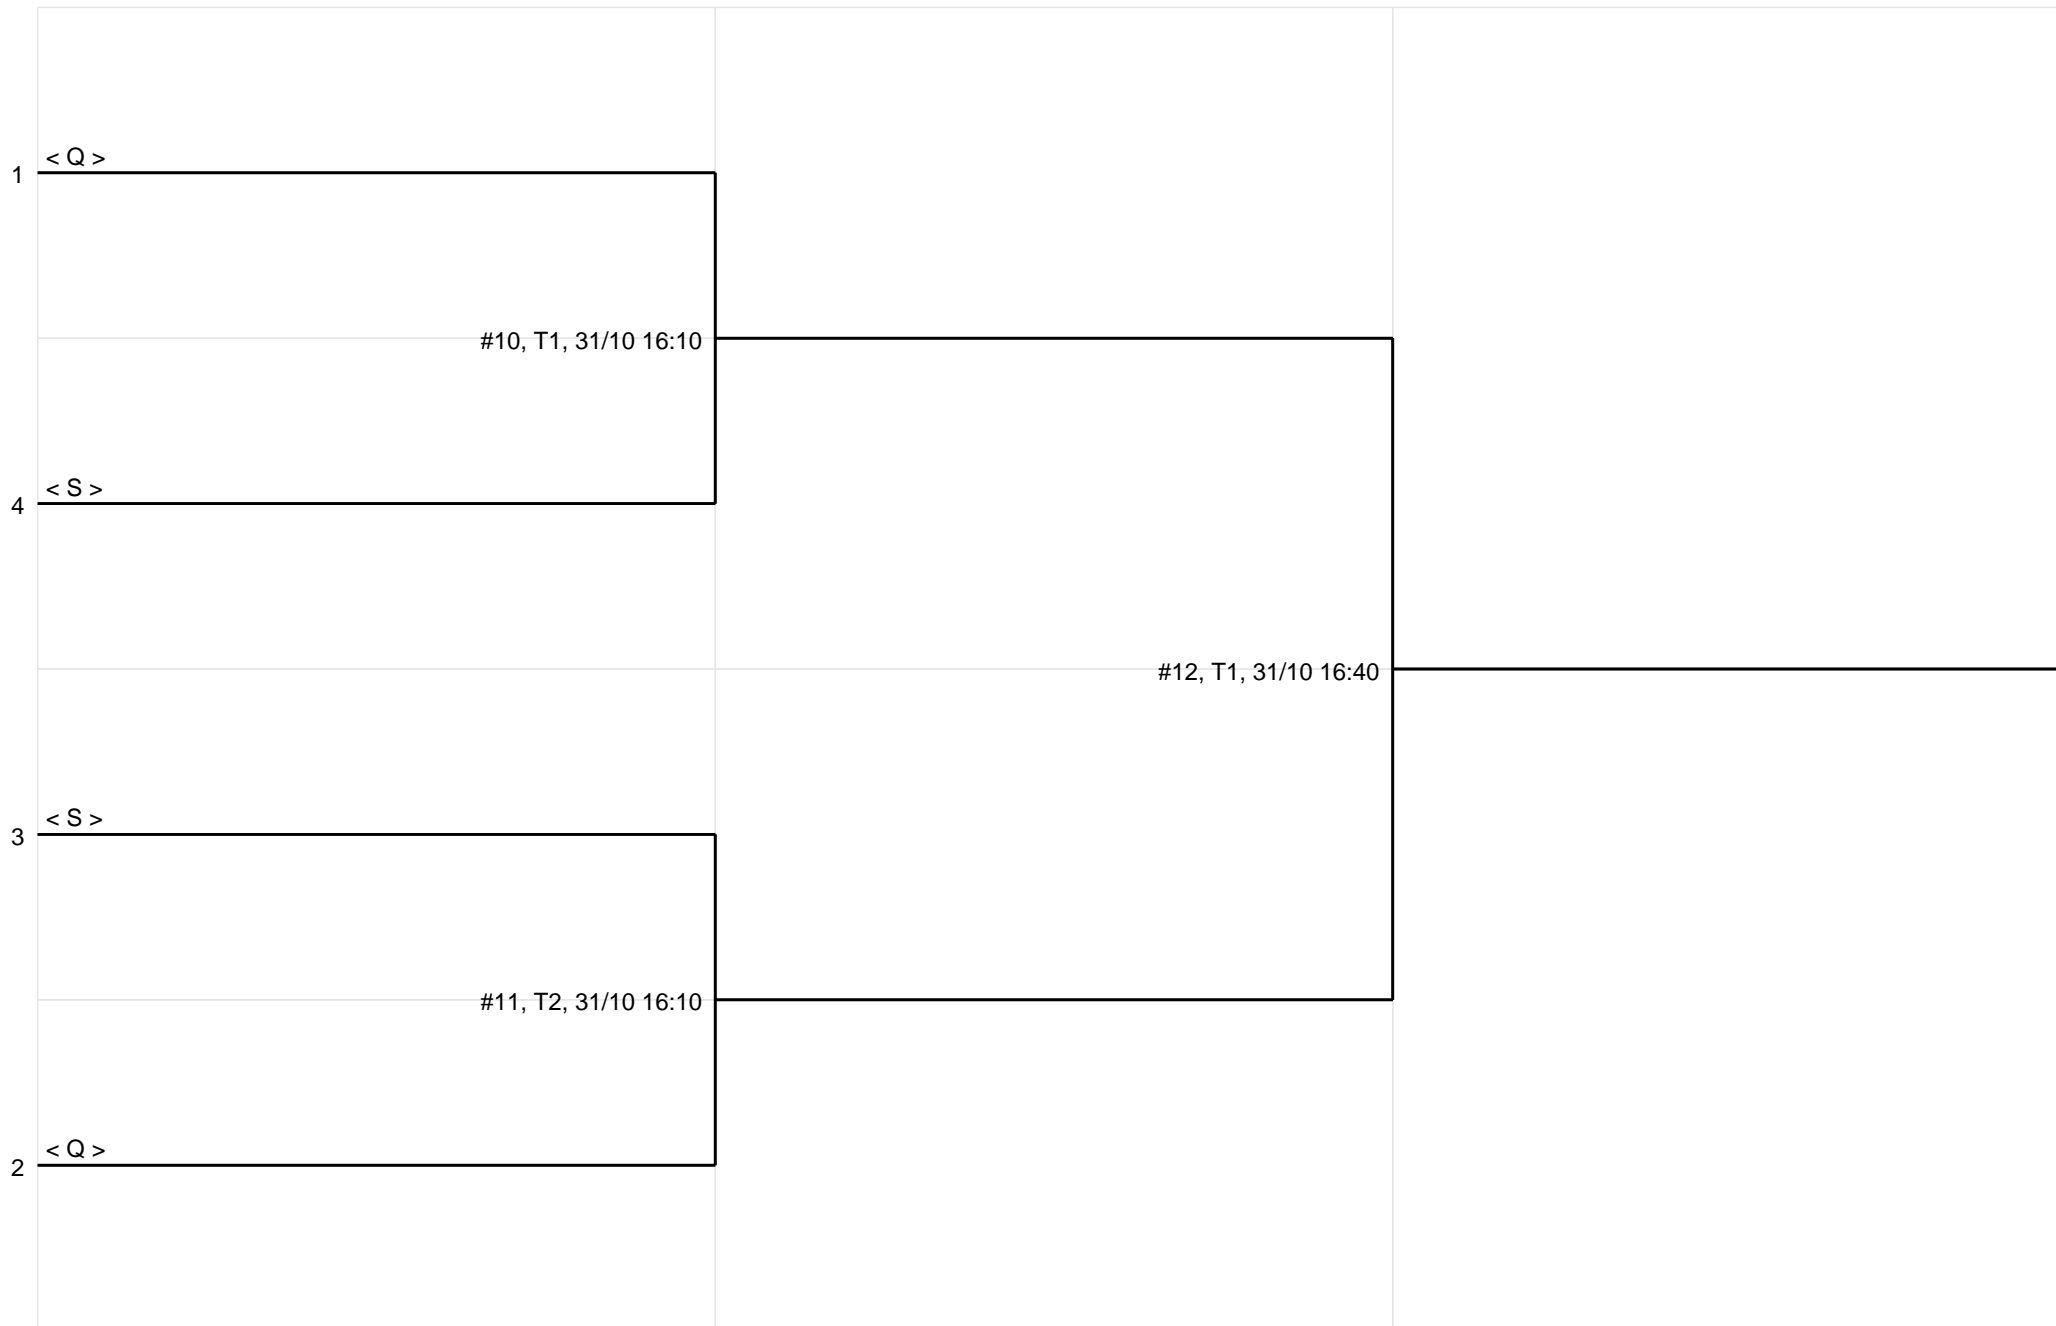 < Q >
1
#10, T1, 31/10 16:10
< S >
4
#12, T1, 31/10 16:40
< S >
3
#11, T2, 31/10 16:10
< Q >
2